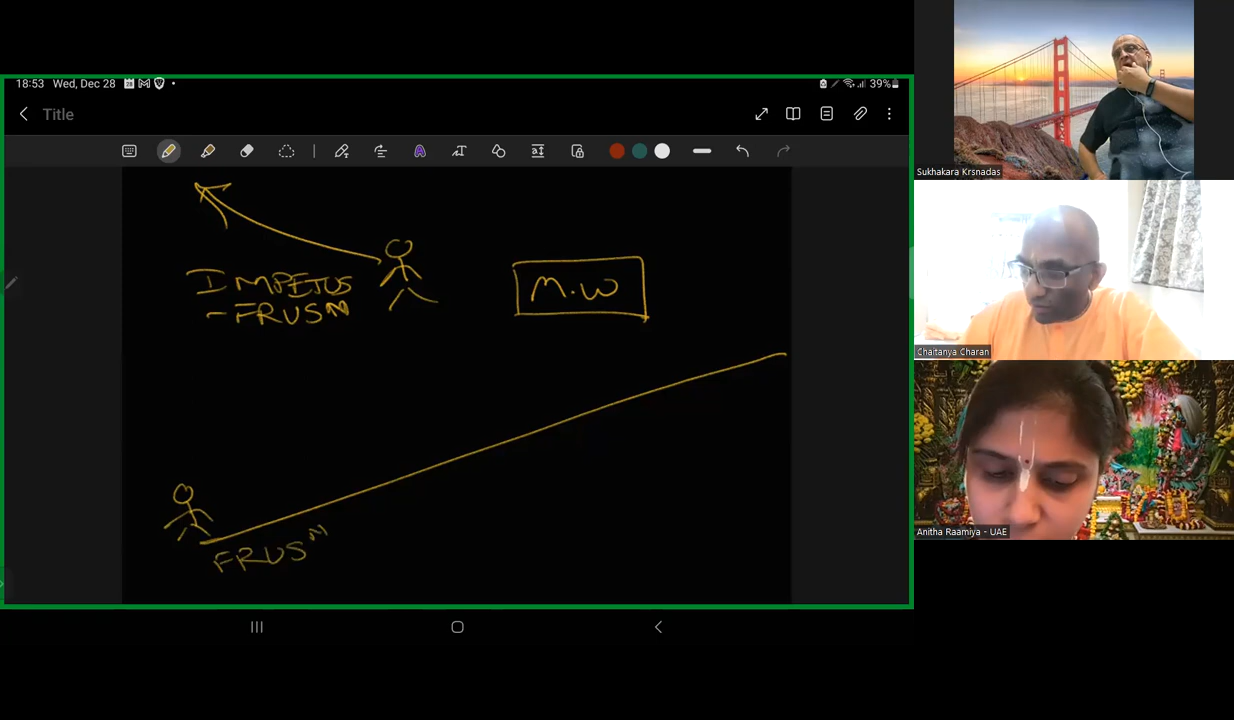 18:53 Wed, Dec 28
39%
Title
IMPETUS
- FRUSN
M.W
FRUSN
Sukhakara Krsnadas
Chaitanya Charan
Anitha Raamiya - UAE